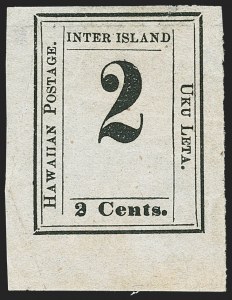 INTER ISLAND
HAWAIIAN POSTAGE.
2
UKU LETA.
2 Cents.